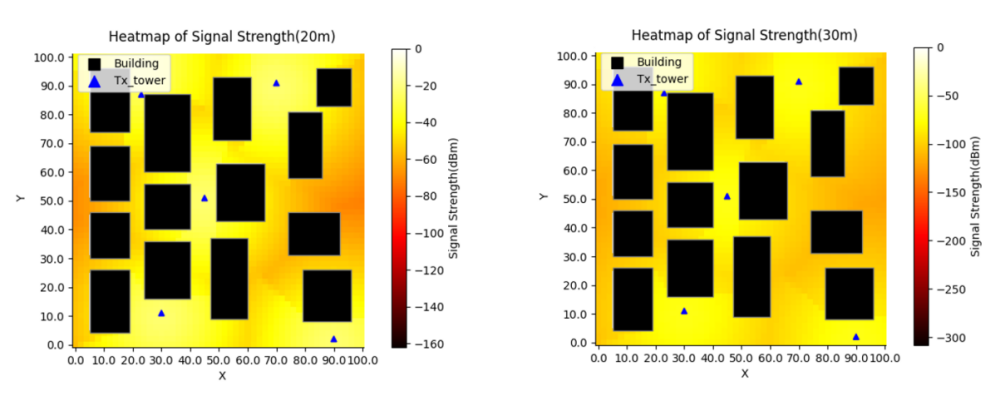 Heatmap of Signal Strength(20m)
Building
Tx_tower
100.0
90.0
80.0
70.0
60.0
50.0
40.0
30.0
20.0
10.0
0.0
Y
0.0 10.0 20.0 30.0 40.0 50.0 60.0 70.0 80.0 90.0 100.0
X
0
−20
−40
−60
−80
−100
−120
−140
−160
Signal Strength(dBm)
Heatmap of Signal Strength(30m)
Building
Tx_tower
100.0
90.0
80.0
70.0
60.0
50.0
40.0
30.0
20.0
10.0
0.0
Y
0.0 10.0 20.0 30.0 40.0 50.0 60.0 70.0 80.0 90.0 100.0
X
0
−50
−100
−150
−200
−250
−300
Signal Strength(dBm)